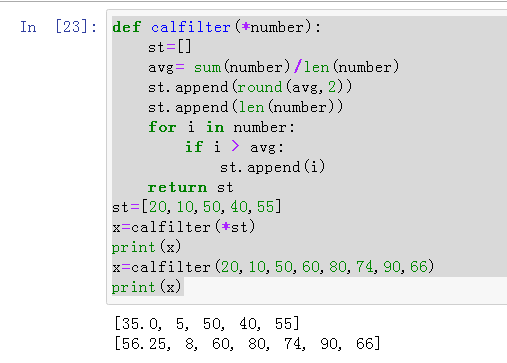 In [23]: def calfilter(*number):
    st=[]
    avg= sum(number)/len(number)
    st.append(round(avg,2))
    st.append(len(number))
    for i in number:
        if i > avg:
            st.append(i)
    return st
st=[20,10,50,40,55]
x=calfilter(*st)
print(x)
x=calfilter(20,10,50,60,80,74,90,66)
print(x)
[35.0, 5, 50, 40, 55]
[56.25, 8, 60, 80, 74, 90, 66]